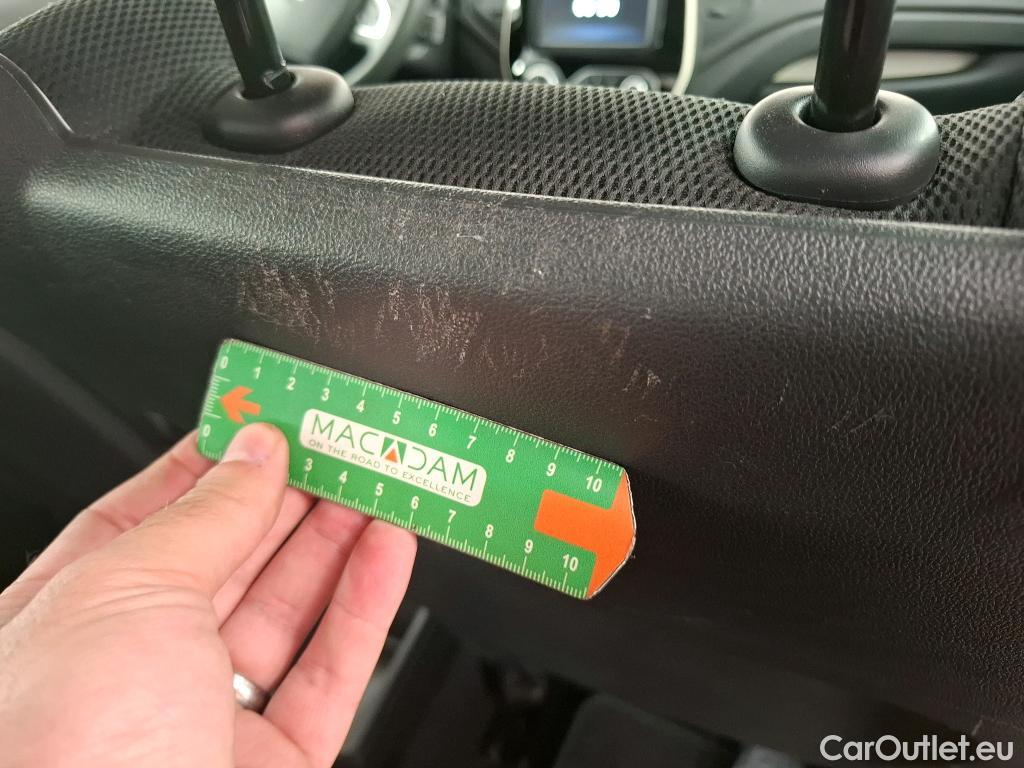 0 1 2 3 4 5 6 7 8 9 10
MACADAM
ON THE ROAD TO EXCELLENCE
0 3 4 5 6 7 8 9 10
CarOutlet.eu